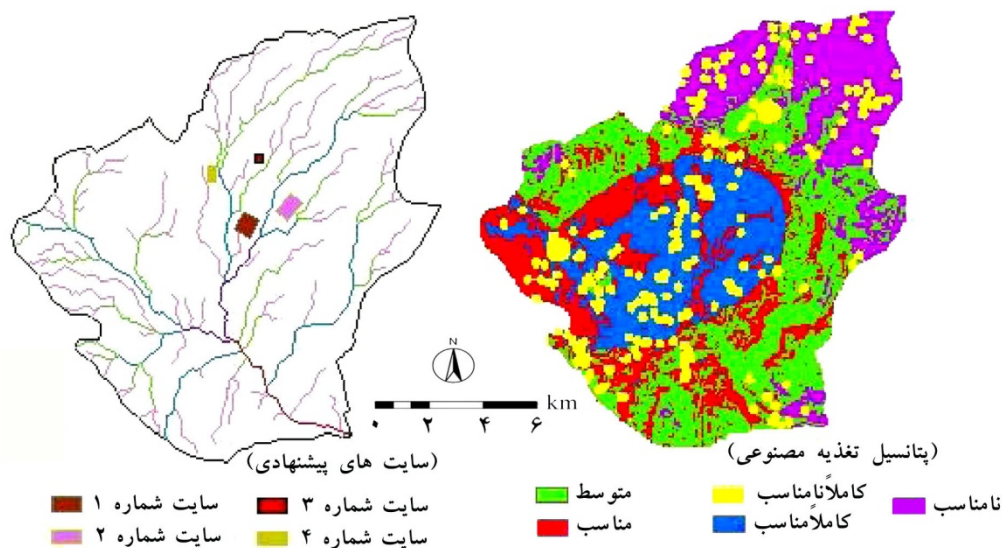 N
km
۰ ۲ ۴ ۶
(سایت های پیشنهادی)
سایت شماره ۱
سایت شماره ۲
سایت شماره ۳
سایت شماره ۴
(پتانسیل تغذیه مصنوعی)
متوسط
مناسب
کاملاًنامناسب
کاملاًمناسب
نامناسب